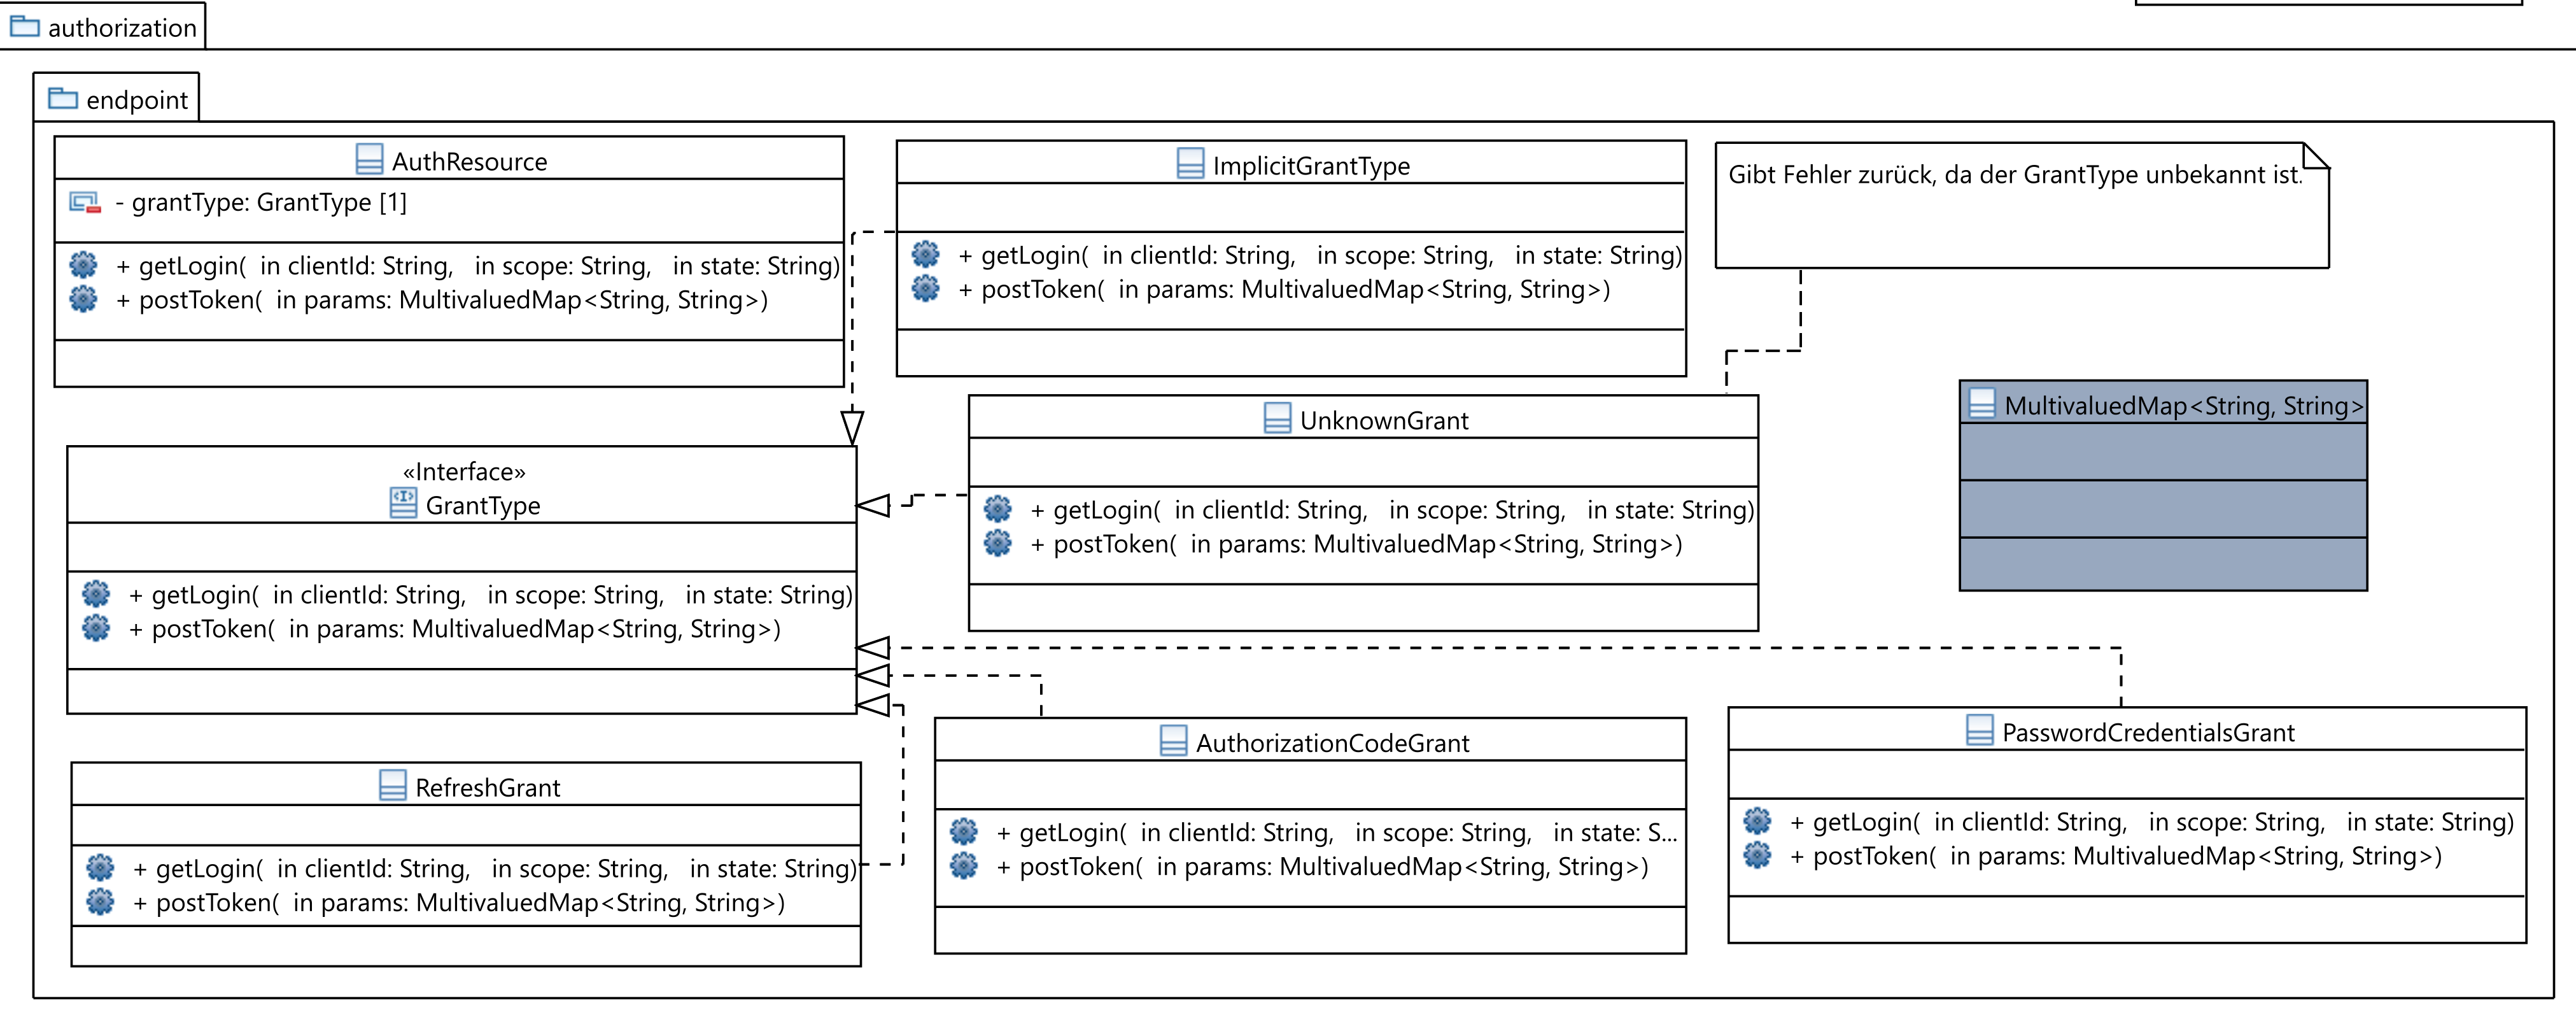 authorization
endpoint
AuthResource
- grantType: GrantType [1]
+ getLogin( in clientId: String, in scope: String, in state: String)
+ postToken( in params: MultivaluedMap<String, String>)
ImplicitGrantType
+ getLogin( in clientId: String, in scope: String, in state: String)
+ postToken( in params: MultivaluedMap<String, String>)
Gibt Fehler zurück, da der GrantType unbekannt ist.
«Interface»
GrantType
+ getLogin( in clientId: String, in scope: String, in state: String)
+ postToken( in params: MultivaluedMap<String, String>)
UnknownGrant
+ getLogin( in clientId: String, in scope: String, in state: String)
+ postToken( in params: MultivaluedMap<String, String>)
MultivaluedMap<String, String>
RefreshGrant
+ getLogin( in clientId: String, in scope: String, in state: String)
+ postToken( in params: MultivaluedMap<String, String>)
AuthorizationCodeGrant
+ getLogin( in clientId: String, in scope: String, in state: S...
+ postToken( in params: MultivaluedMap<String, String>)
PasswordCredentialsGrant
+ getLogin( in clientId: String, in scope: String, in state: String)
+ postToken( in params: MultivaluedMap<String, String>)